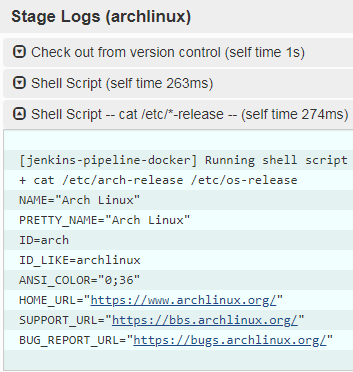 Stage Logs (archlinux)
Check out from version control (self time 1s)
Shell Script (self time 263ms)
Shell Script -- cat /etc/*-release -- (self time 274ms)
[jenkins-pipeline-docker] Running shell script
+ cat /etc/arch-release /etc/os-release
NAME="Arch Linux"
PRETTY_NAME="Arch Linux"
ID=arch
ID_LIKE=archlinux
ANSI_COLOR="0;36"
HOME_URL="https://www.archlinux.org/"
SUPPORT_URL="https://bbs.archlinux.org/"
BUG_REPORT_URL="https://bugs.archlinux.org/"